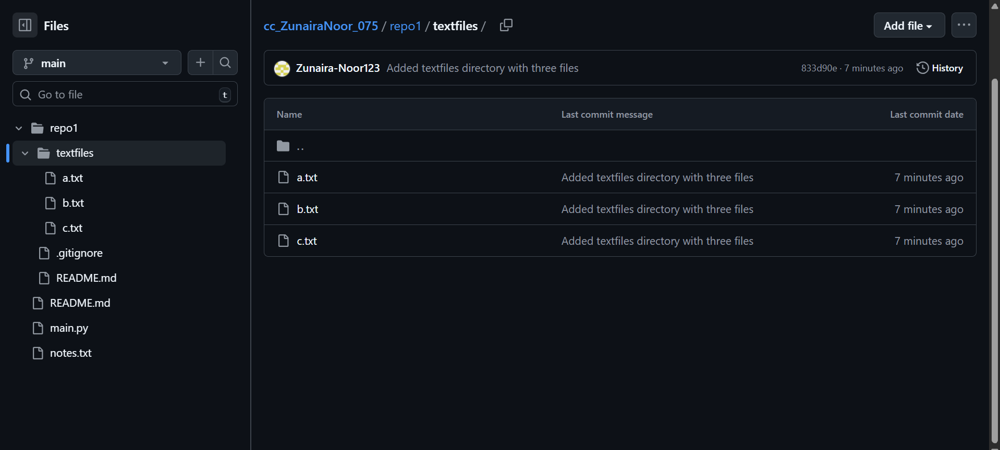 Files
main
Go to file t
repo1
textfiles
a.txt
b.txt
c.txt
.gitignore
README.md
README.md
main.py
notes.txt
cc_ZunairaNoor_075 / repo1 / textfiles /
Add file
Zunaira-Noor123 Added textfiles directory with three files 833d90e · 7 minutes ago History
Name Last commit message Last commit date
..
a.txt Added textfiles directory with three files 7 minutes ago
b.txt Added textfiles directory with three files 7 minutes ago
c.txt Added textfiles directory with three files 7 minutes ago